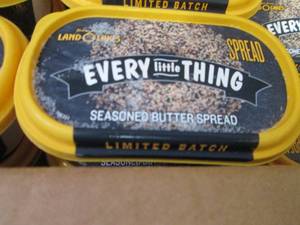 LIMITED BATCH
LAND O LAKES
SPREAD
EVERY little THING
SEASONED BUTTER SPREAD
LIMITED BATCH